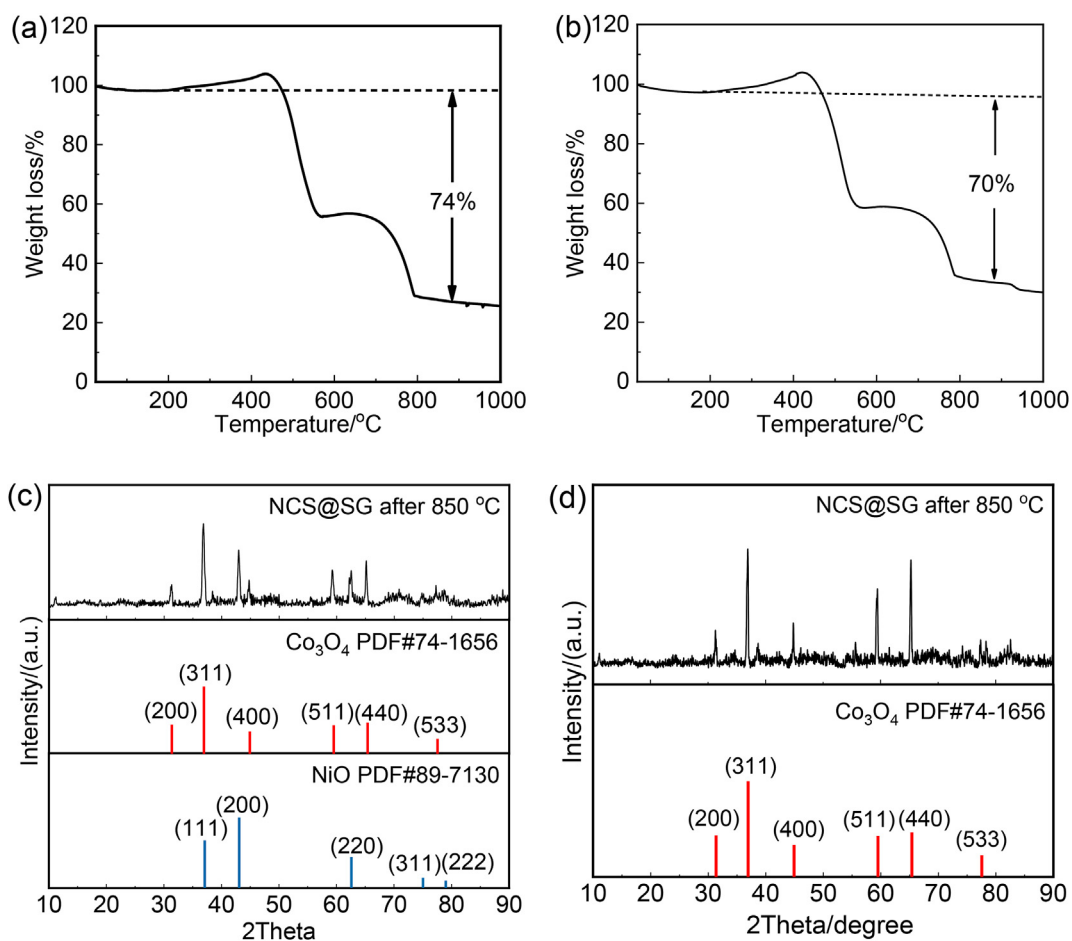 (a)
120
100
80
60
40
20
0
Weight loss/%
74%
200 400 600 800 1000
Temperature/°C
(b)
120
100
80
60
40
20
0
Weight loss/%
70%
200 400 600 800 1000
Temperature/°C
(c)
NCS@SG after 850 °C
Co₃O₄ PDF#74-1656
(311)
(200) (400) (511) (440) (533)
NiO PDF#89-7130
(200)
(111) (220) (311) (222)
Intensity/(a.u.)
10 20 30 40 50 60 70 80 90
2Theta
(d)
NCS@SG after 850 °C
Co₃O₄ PDF#74-1656
(311)
(200) (400) (511) (440) (533)
Intensity/(a.u.)
10 20 30 40 50 60 70 80 90
2Theta/degree